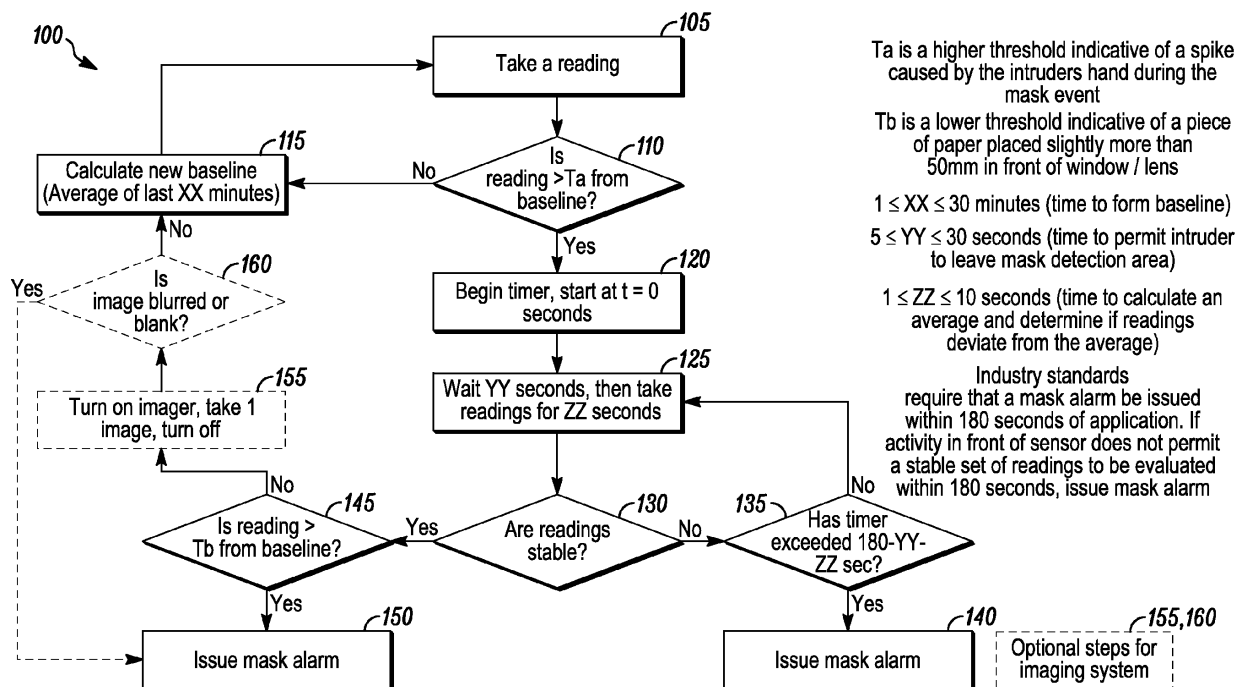 100
105
Take a reading
110
Is
reading >Ta from
baseline?
No
Yes
115
Calculate new baseline
(Average of last XX minutes)
No
160
Is
image blurred or
blank?
Yes
120
Begin timer, start at t = 0
seconds
125
Wait YY seconds, then take
readings for ZZ seconds
155
Turn on imager, take 1
image, turn off
No
145
Is reading >
Tb from baseline?
Yes
Yes
130
Are readings
stable?
No
135
Has timer
exceeded 180-YY-
ZZ sec?
No
Yes
150
Issue mask alarm
140
Issue mask alarm
155,160
Optional steps for
imaging system
Ta is a higher threshold indicative of a spike
caused by the intruders hand during the
mask event
Tb is a lower threshold indicative of a piece
of paper placed slightly more than
50mm in front of window / lens
1 ≤ XX ≤ 30 minutes (time to form baseline)
5 ≤ YY ≤ 30 seconds (time to permit intruder
to leave mask detection area)
1 ≤ ZZ ≤ 10 seconds (time to calculate an
average and determine if readings
deviate from the average)
Industry standards
require that a mask alarm be issued
within 180 seconds of application. If
activity in front of sensor does not permit
a stable set of readings to be evaluated
within 180 seconds, issue mask alarm